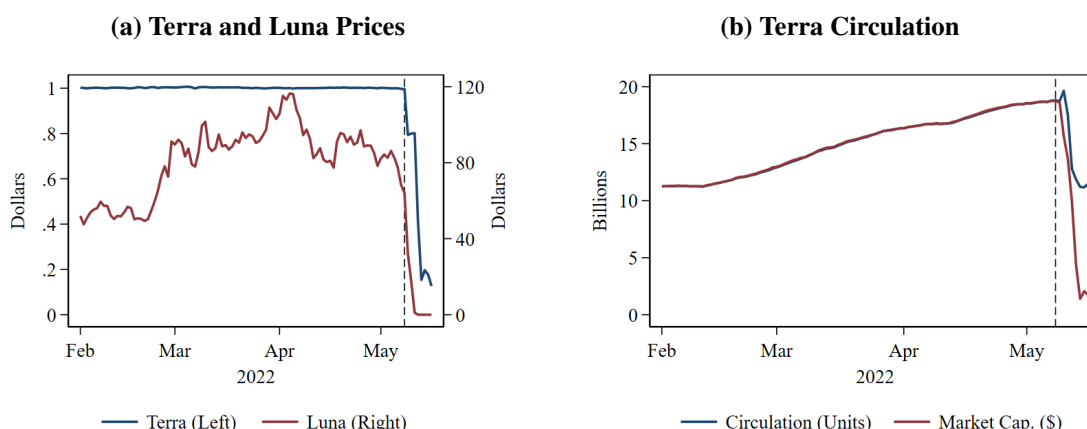 (a) Terra and Luna Prices
1
.8
.6
.4
.2
0
Dollars
120
80
40
0
Dollars
Feb
Mar
Apr
May
2022
Terra (Left)
Luna (Right)
(b) Terra Circulation
20
15
10
5
0
Billions
Feb
Mar
Apr
May
2022
Circulation (Units)
Market Cap. ($)